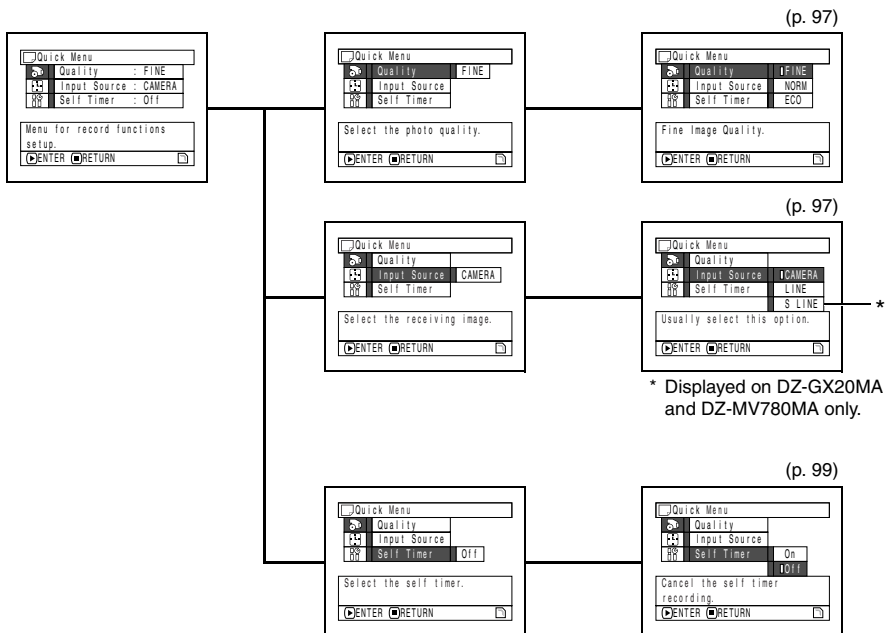 (p. 97)
Quick Menu
Quality : FINE
Input Source : CAMERA
Self Timer : Off
Menu for record functions
setup.
ENTER RETURN
Quick Menu
Quality FINE
Input Source
Self Timer
Select the photo quality.
ENTER RETURN
Quick Menu
Quality FINE
Input Source NORM
Self Timer ECO
Fine Image Quality.
ENTER RETURN
(p. 97)
Quick Menu
Quality
Input Source CAMERA
Self Timer
Select the receiving image.
ENTER RETURN
Quick Menu
Quality
Input Source CAMERA
Self Timer LINE
S LINE
*
Usually select this option.
ENTER RETURN
* Displayed on DZ-GX20MA
and DZ-MV780MA only.
(p. 99)
Quick Menu
Quality
Input Source
Self Timer Off
Select the self timer.
ENTER RETURN
Quick Menu
Quality
Input Source
Self Timer On
Off
Cancel the self timer
recording.
ENTER RETURN